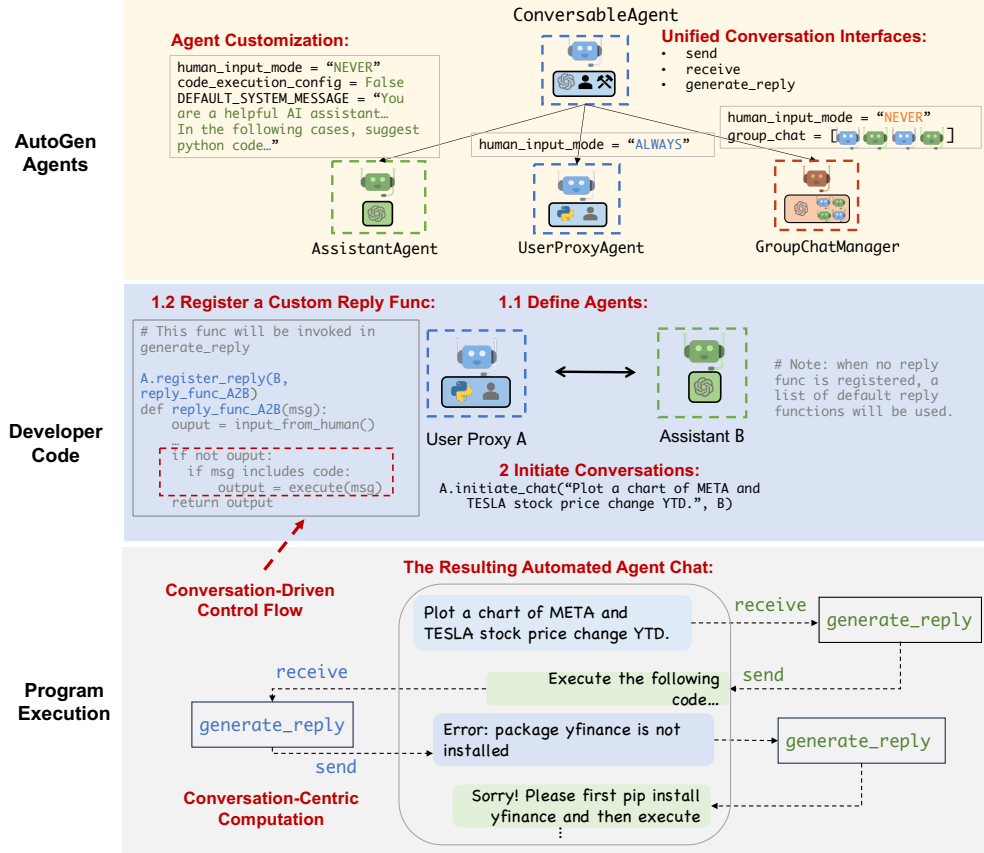 ConversableAgent
Agent Customization:
human_input_mode = “NEVER”
code_execution_config = False
DEFAULT_SYSTEM_MESSAGE = “You
are a helpful AI assistant…
In the following cases, suggest
python code…”
Unified Conversation Interfaces:
• send
• receive
• generate_reply
AutoGen
Agents
human_input_mode = “ALWAYS”
human_input_mode = “NEVER”
group_chat = [ ]
AssistantAgent
UserProxyAgent
GroupChatManager
Developer
Code
1.2 Register a Custom Reply Func:
# This func will be invoked in
generate_reply
A.register_reply(B,
reply_func_A2B)
def reply_func_A2B(msg):
ouput = input_from_human()
…
if not ouput:
if msg includes code:
output = execute(msg)
return output
1.1 Define Agents:
User Proxy A
Assistant B
# Note: when no reply
func is registered, a
list of default reply
functions will be used.
2 Initiate Conversations:
A.initiate_chat(“Plot a chart of META and
TESLA stock price change YTD.”, B)
Program
Execution
Conversation-Driven
Control Flow
The Resulting Automated Agent Chat:
Plot a chart of META and
TESLA stock price change YTD.
receive
generate_reply
send
Execute the following
code…
receive
generate_reply
send
Error: package yfinance is not
installed
generate_reply
Sorry! Please first pip install
yfinance and then execute
⋮
Conversation-Centric
Computation